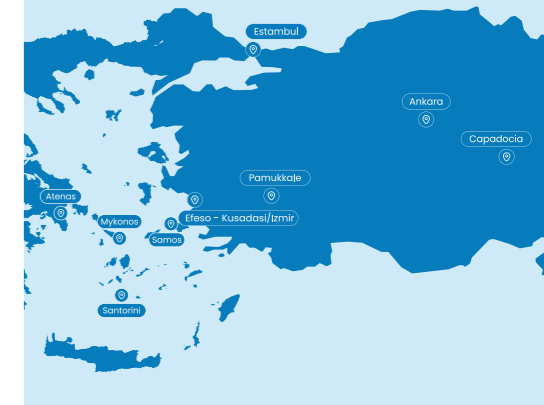 Estambul
Ankara
Capadocia
Pamukkale
Atenas
Efeso - Kusadasi/Izmir
Mykonos
Samos
Santorini